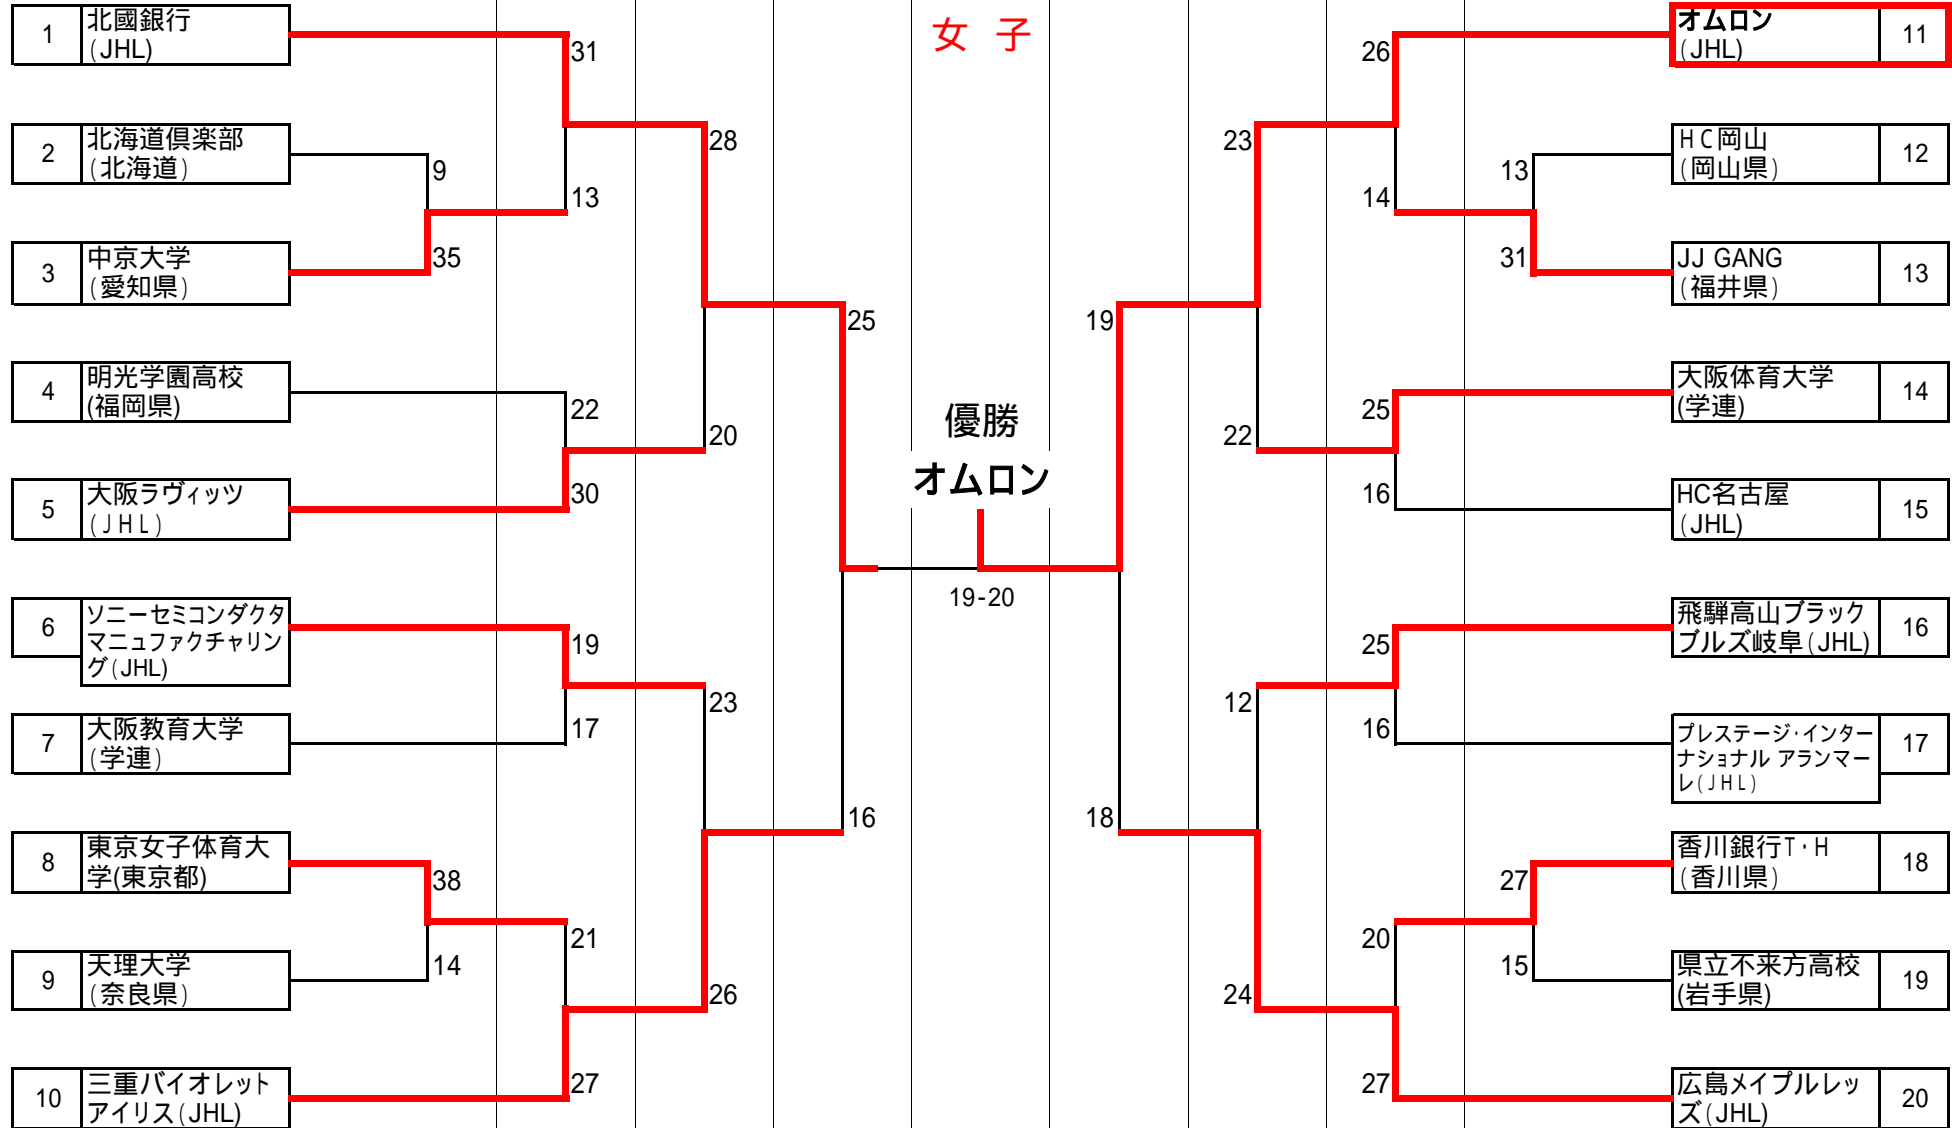 女 子
1
北國銀行
(JHL)
2
北海道倶楽部
(北海道)
3
中京大学
(愛知県)
4
明光学園高校
(福岡県)
5
大阪ラヴィッツ
(JHL)
6
ソニーセミコンダクタ
マニュファクチャリン
グ(JHL)
7
大阪教育大学
(学連)
8
東京女子体育大
学(東京都)
9
天理大学
(奈良県)
10
三重バイオレット
アイリス(JHL)
9
35
38
14
31
13
22
30
19
17
21
27
28
20
23
26
25
16
優勝
オムロン
19-20
19
18
23
22
12
24
26
14
25
16
25
16
20
27
13
31
27
15
オムロン
(JHL)
11
HC岡山
(岡山県)
12
JJ GANG
(福井県)
13
大阪体育大学
(学連)
14
HC名古屋
(JHL)
15
飛騨高山ブラック
ブルズ岐阜(JHL)
16
プレステージ・インター
ナショナル アランマー
レ(JHL)
17
香川銀行T・H
(香川県)
18
県立不来方高校
(岩手県)
19
広島メイプルレッ
ズ(JHL)
20